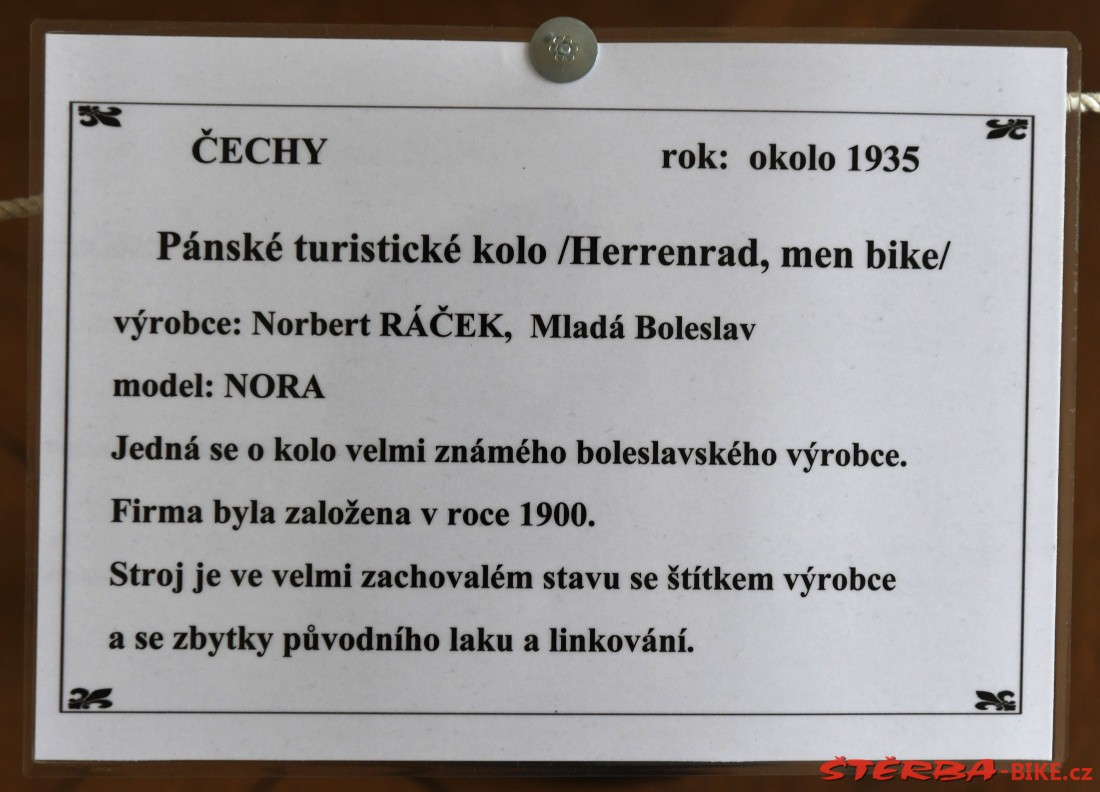 ČECHY rok: okolo 1935
Pánské turistické kolo /Herrenrad, men bike/
výrobce: Norbert RÁČEK, Mladá Boleslav
model: NORA
Jedná se o kolo velmi známého boleslavského výrobce.
Firma byla založena v roce 1900.
Stroj je ve velmi zachovalém stavu se štítkem výrobce
a se zbytky původního laku a linkování.
ŠTĚRBA-BIKE.cz